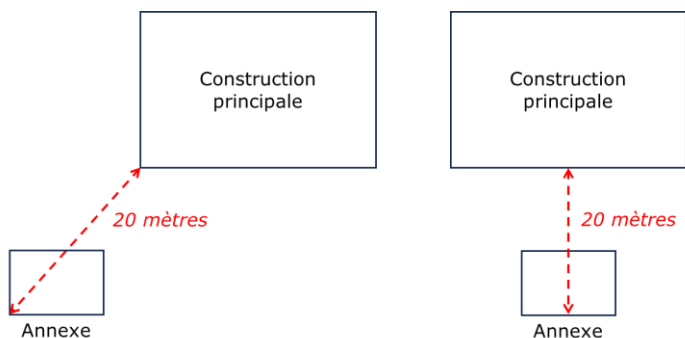 Construction
principale
20 mètres
Annexe
Construction
principale
20 mètres
Annexe